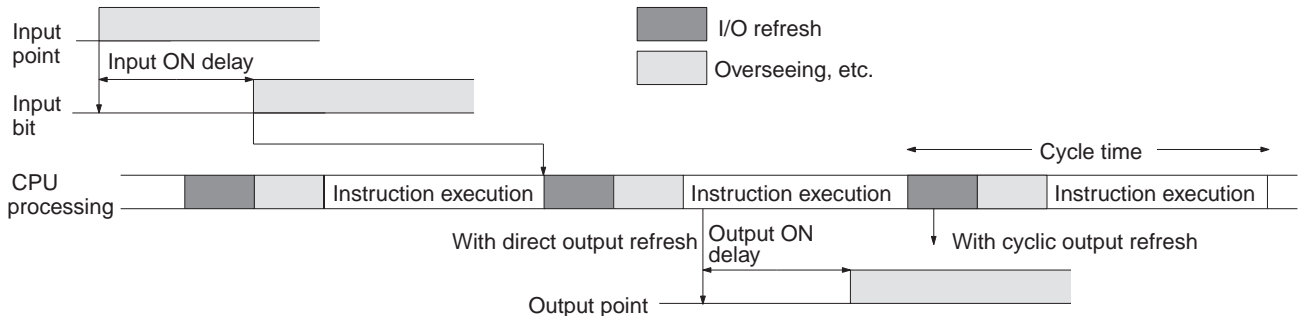 Input
point
Input ON delay
I/O refresh
Overseeing, etc.
Input
bit
Cycle time
CPU
processing
Instruction execution
Instruction execution
Instruction execution
With direct output refresh
Output ON
delay
With cyclic output refresh
Output point